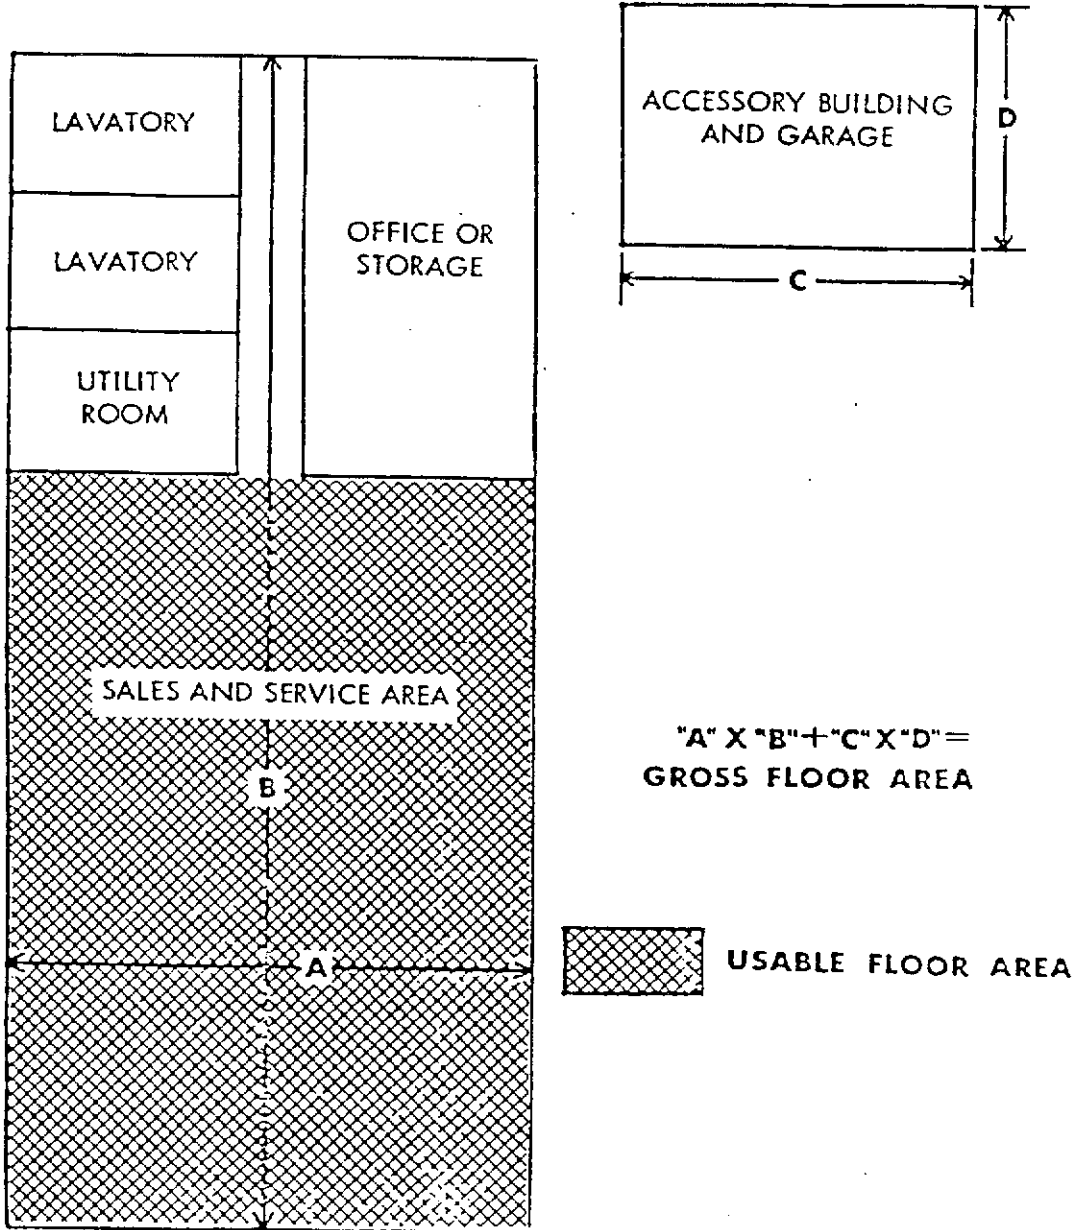 LAVATORY
LAVATORY
UTILITY
ROOM
OFFICE OR
STORAGE
ACCESSORY BUILDING
AND GARAGE
D
C
SALES AND SERVICE AREA
B
A
"A" X "B"+"C" X "D"=
GROSS FLOOR AREA
USABLE FLOOR AREA